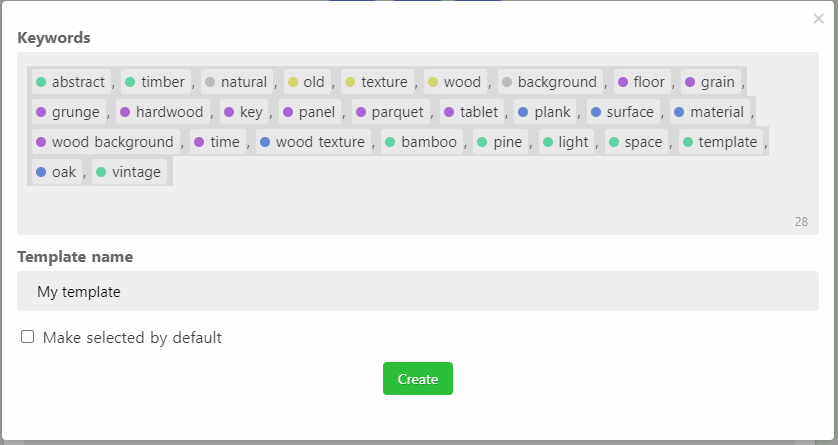 ×
Keywords
abstract , timber , natural , old , texture , wood , background , floor , grain ,
grunge , hardwood , key , panel , parquet , tablet , plank , surface , material ,
wood background , time , wood texture , bamboo , pine , light , space , template ,
oak , vintage
28
Template name
My template
Make selected by default
Create